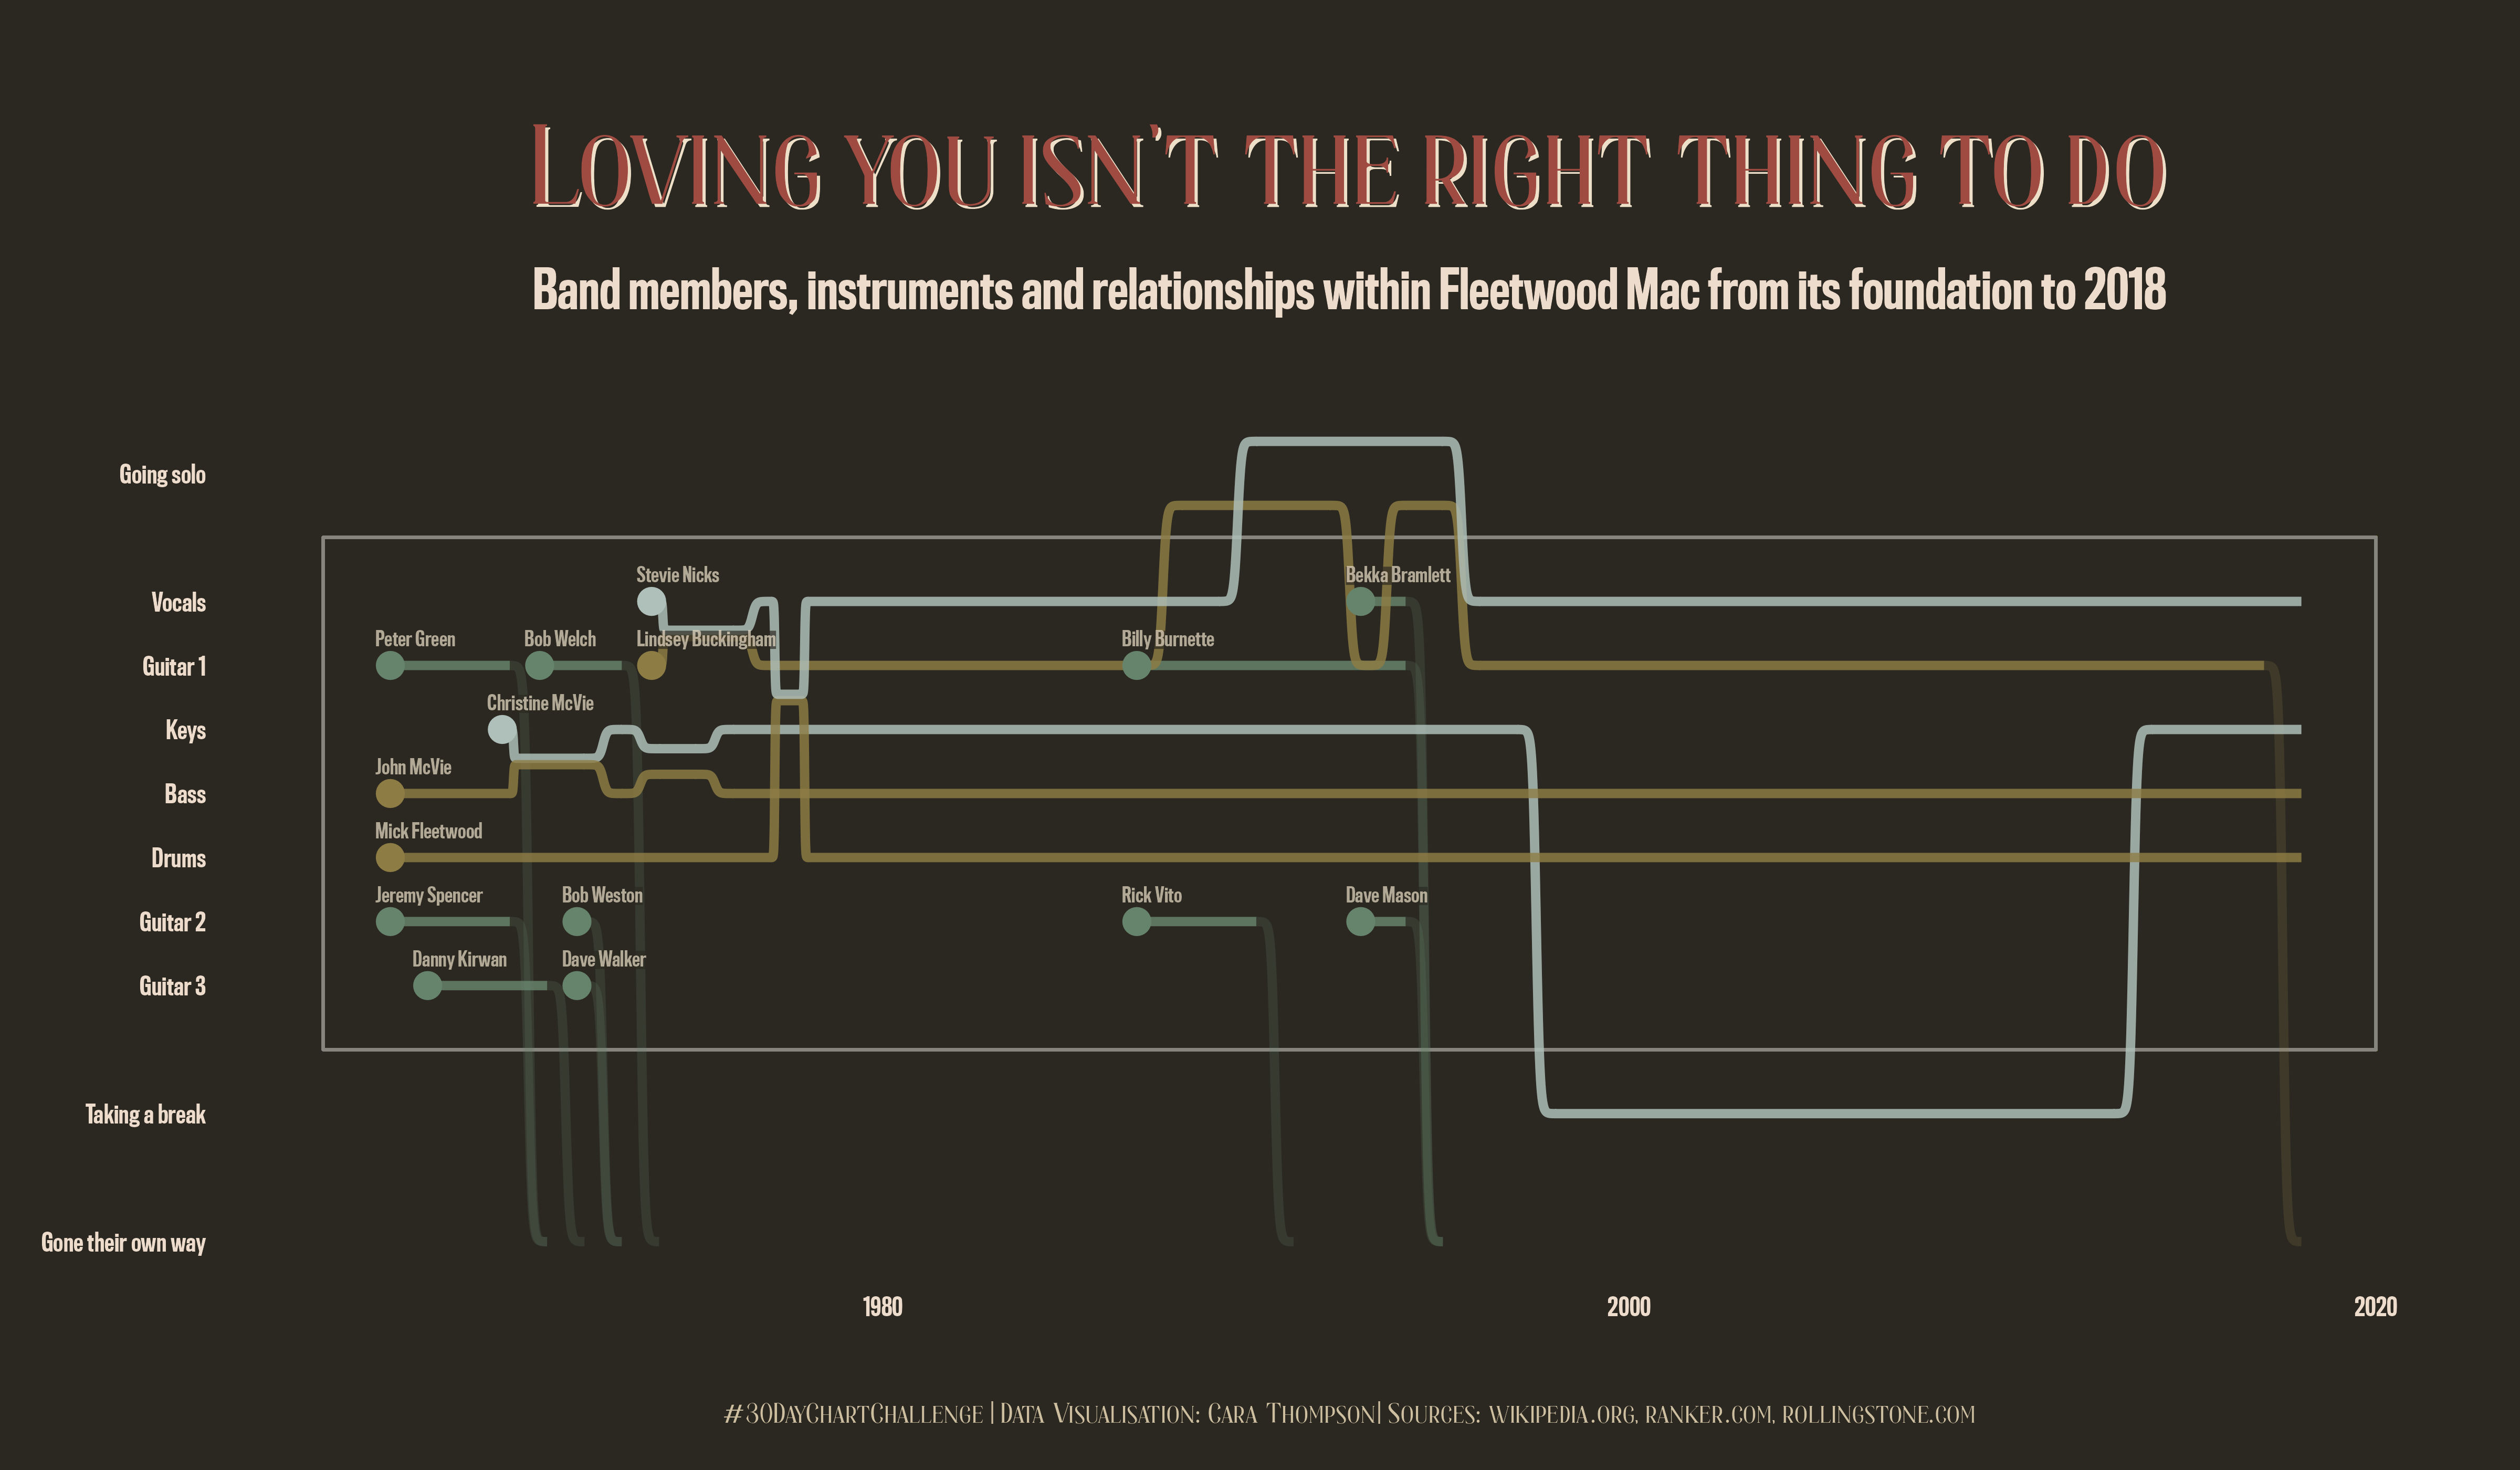 Loving you isn't the right thing to do
Band members, instruments and relationships within Fleetwood Mac from its foundation to 2018
Going solo
Stevie Nicks
Bekka Bramlett
Vocals
Peter Green
Bob Welch
Lindsey Buckingham
Billy Burnette
Guitar 1
Christine McVie
Keys
John McVie
Bass
Mick Fleetwood
Drums
Jeremy Spencer
Bob Weston
Rick Vito
Dave Mason
Guitar 2
Danny Kirwan
Dave Walker
Guitar 3
Taking a break
Gone their own way
1980
2000
2020
#30DayChartChallenge | Data Visualisation: Cara Thompson| Sources: wikipedia.org, ranker.com, rollingstone.com